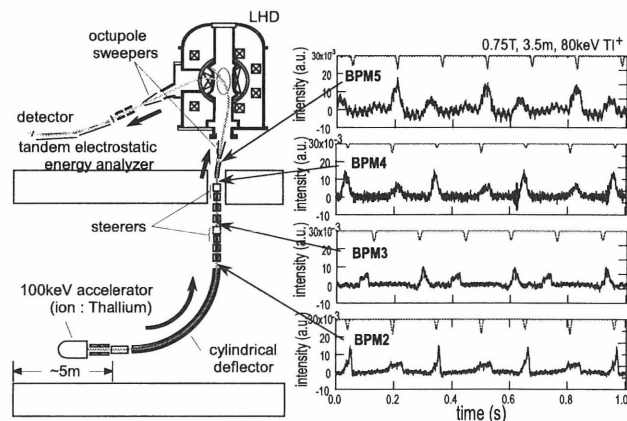 LHD
octupole
sweepers
detector
tandem electrostatic
energy analyzer
steerers
100keV accelerator
(ion : Thallium)
cylindrical
deflector
~5m
0.75T, 3.5m, 80keV Tl+
30x10-3
20
10
0
-10
intensity (a.u.)
BPM5
30x10-3
20
10
0
-10
intensity (a.u.)
BPM4
30x10-3
20
10
0
-10
intensity (a.u.)
BPM3
30x10-3
20
10
0
-10
intensity (a.u.)
BPM2
0.0 0.2 0.4 0.6 0.8 1.0
time (s)